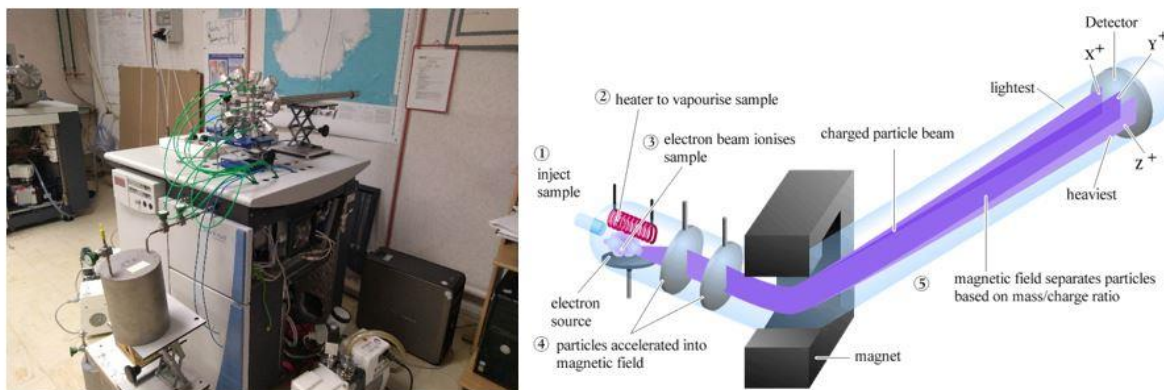 ① inject
sample
② heater to vapourise sample
③ electron beam ionises
sample
electron
source
④ particles accelerated into
magnetic field
charged particle beam
lightest
Detector
X⁺
Y⁺
Z⁺
heaviest
⑤ magnetic field separates particles
based on mass/charge ratio
magnet